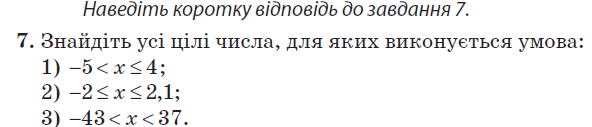 Наведіть коротку відповідь до завдання 7.
7. Знайдіть усі цілі числа, для яких виконується умова:
1) −5 < x ≤ 4;
2) −2 ≤ x ≤ 2,1;
3) −43 < x < 37.